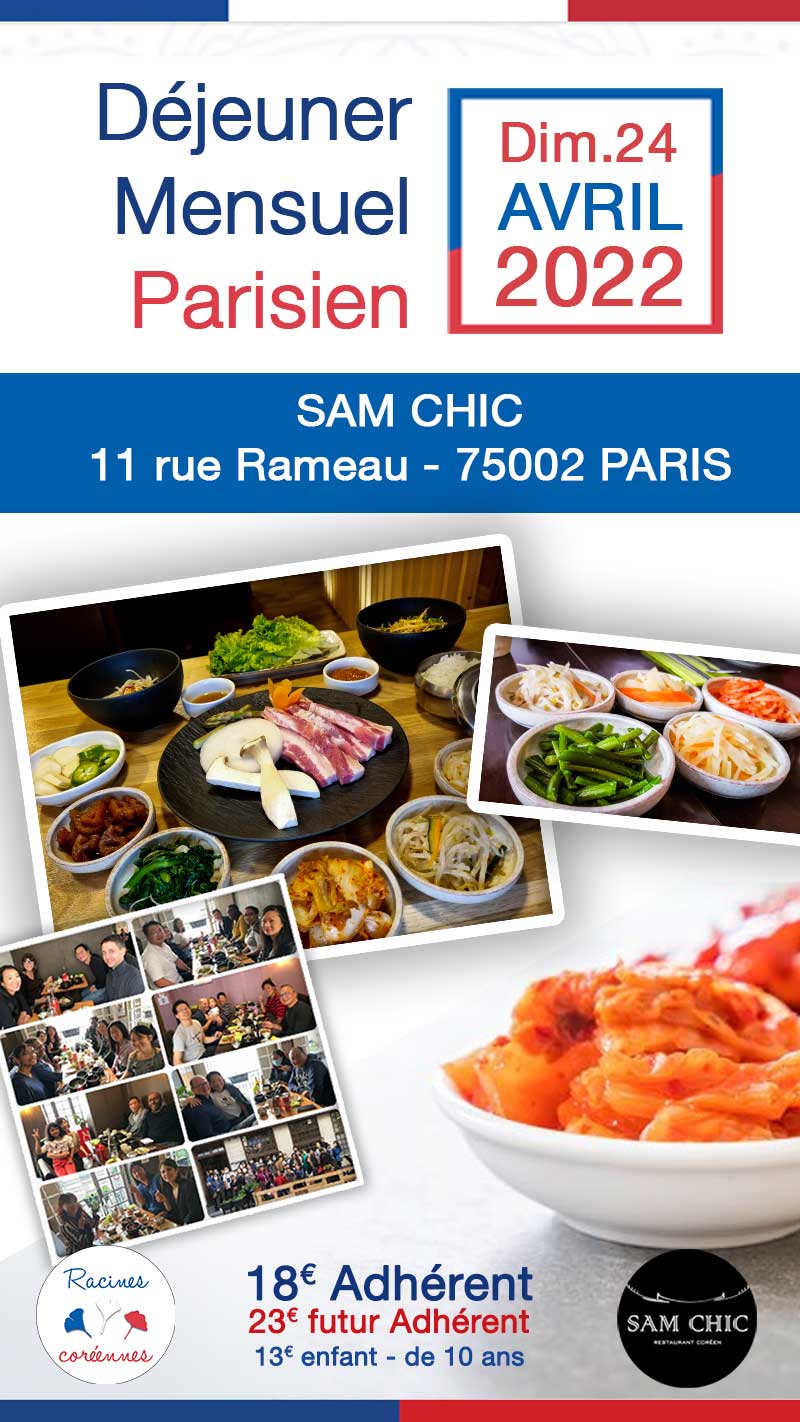 Déjeuner
Mensuel
Parisien
Dim.24
AVRIL
2022
SAM CHIC
11 rue Rameau - 75002 PARIS
Racines
coréennes
18€ Adhérent
23€ futur Adhérent
13€ enfant - de 10 ans
SAM CHIC
RESTAURANT CORÉEN